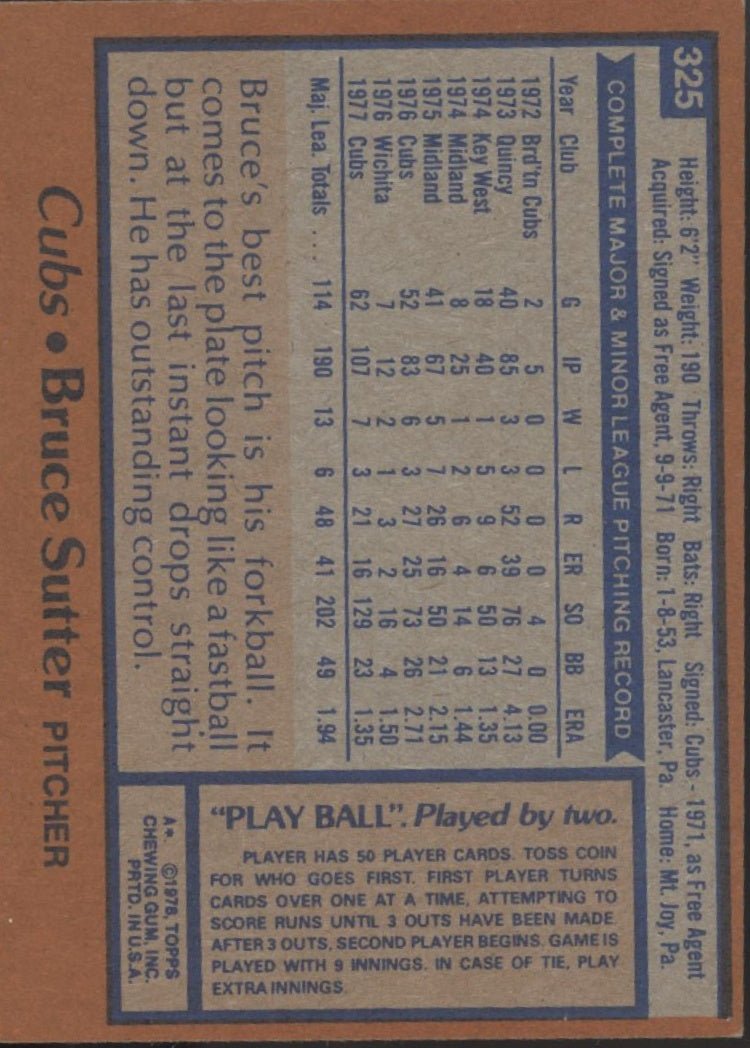 325
Height: 6'2" Weight: 190 Throws: Right Bats: Right Signed: Cubs - 1971, as Free Agent
Acquired: Signed as Free Agent, 9-9-71 Born: 1-8-53, Lancaster, Pa. Home: Mt. Joy, Pa.
COMPLETE MAJOR & MINOR LEAGUE PITCHING RECORD
Year Club G IP W L R ER SO BB ERA
1972 Brd'tn Cubs 2 5 0 0 0 0 4 0 0.00
1973 Quincy 40 85 3 3 52 39 76 27 4.13
1974 Key West 18 40 1 5 9 6 50 13 1.35
1974 Midland 8 25 1 2 6 4 14 6 1.44
1975 Midland 41 67 5 7 26 16 50 21 2.15
1976 Cubs 52 83 6 3 27 25 73 26 2.71
1976 Wichita 7 12 2 1 3 2 16 4 1.50
1977 Cubs 62 107 7 3 21 16 129 23 1.35
Maj. Lea. Totals ... 114 190 13 6 48 41 202 49 1.94
Bruce's best pitch is his forkball. It
comes to the plate looking like a fastball
but at the last instant drops straight
down. He has outstanding control.
"PLAY BALL". Played by two.
PLAYER HAS 50 PLAYER CARDS. TOSS COIN
FOR WHO GOES FIRST. FIRST PLAYER TURNS
CARDS OVER ONE AT A TIME, ATTEMPTING TO
SCORE RUNS UNTIL 3 OUTS HAVE BEEN MADE.
AFTER 3 OUTS, SECOND PLAYER BEGINS. GAME IS
PLAYED WITH 9 INNINGS. IN CASE OF TIE, PLAY
EXTRA INNINGS.
A* ©1978, TOPPS
CHEWING GUM, INC.
PRTD. IN U.S.A.
Cubs • Bruce Sutter PITCHER